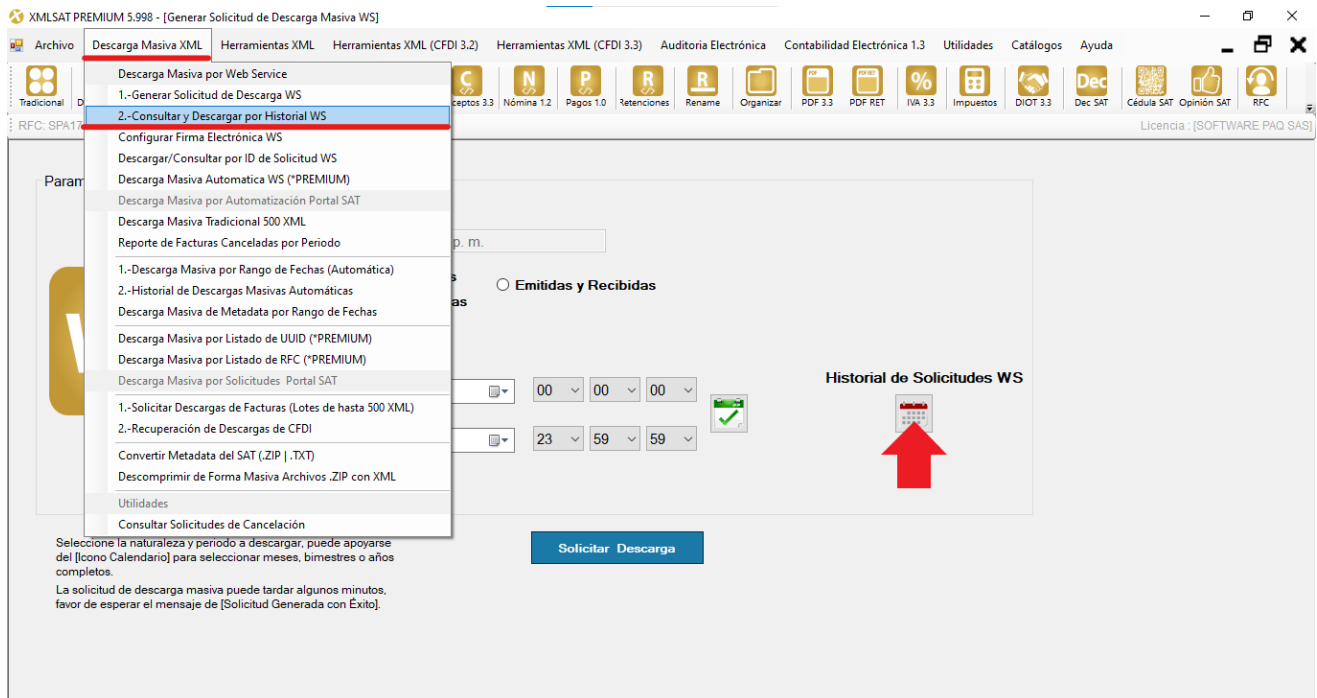 XMLSAT PREMIUM 5.998 - [Generar Solicitud de Descarga Masiva WS]
Archivo Descarga Masiva XML Herramientas XML Herramientas XML (CFDI 3.2) Herramientas XML (CFDI 3.3) Auditoria Electrónica Contabilidad Electrónica 1.3 Utilidades Catálogos Ayuda
Tradicional D ceptos 3.3 Nómina 1.2 Pagos 1.0 Retenciones Rename Organizar PDF 3.3 PDF RET IVA 3.3 Impuestos DIOT 3.3 Dec SAT Cédula SAT Opinión SAT RFC
RFC: SPA17
Licencia : [SOFTWARE PAQ SAS]
Descarga Masiva por Web Service
1.-Generar Solicitud de Descarga WS
2.-Consultar y Descargar por Historial WS
Configurar Firma Electrónica WS
Descargar/Consultar por ID de Solicitud WS
Descarga Masiva Automatica WS (*PREMIUM)
Descarga Masiva por Automatización Portal SAT
Descarga Masiva Tradicional 500 XML
Reporte de Facturas Canceladas por Periodo
1.-Descarga Masiva por Rango de Fechas (Automática)
2.-Historial de Descargas Masivas Automáticas
Descarga Masiva de Metadata por Rango de Fechas
Descarga Masiva por Listado de UUID (*PREMIUM)
Descarga Masiva por Listado de RFC (*PREMIUM)
Descarga Masiva por Solicitudes Portal SAT
1.-Solicitar Descargas de Facturas (Lotes de hasta 500 XML)
2.-Recuperación de Descargas de CFDI
Convertir Metadata del SAT (.ZIP | .TXT)
Descomprimir de Forma Masiva Archivos .ZIP con XML
Utilidades
Consultar Solicitudes de Cancelación
Param
p. m.
s
as
Emitidas y Recibidas
00 00 00
23 59 59
Historial de Solicitudes WS
Solicitar Descarga
Seleccione la naturaleza y periodo a descargar, puede apoyarse
del [Icono Calendario] para seleccionar meses, bimestres o años
completos.
La solicitud de descarga masiva puede tardar algunos minutos,
favor de esperar el mensaje de [Solicitud Generada con Éxito].